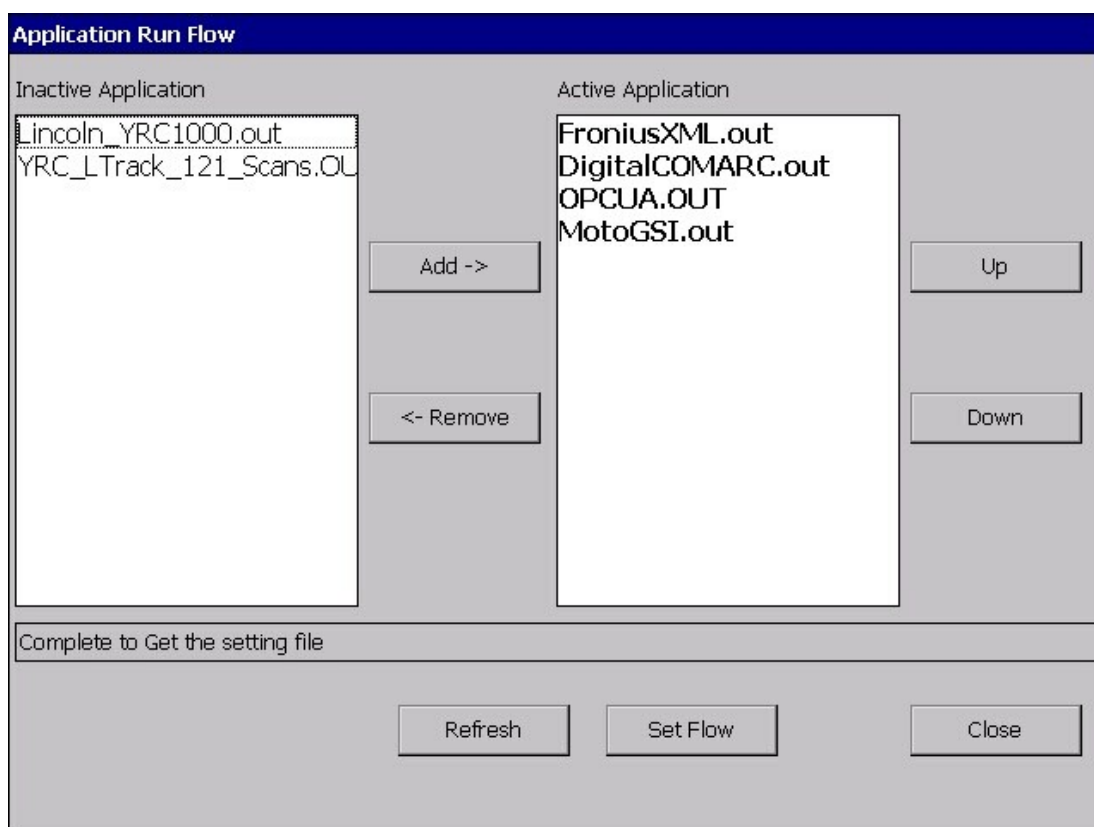 Application Run Flow
Inactive Application
Lincoln_YRC1000.out
YRC_LTrack_121_Scans.OU
Active Application
FroniusXML.out
DigitalCOMARC.out
OPCUA.OUT
MotoGSI.out
Add ->
<- Remove
Up
Down
Complete to Get the setting file
Refresh
Set Flow
Close